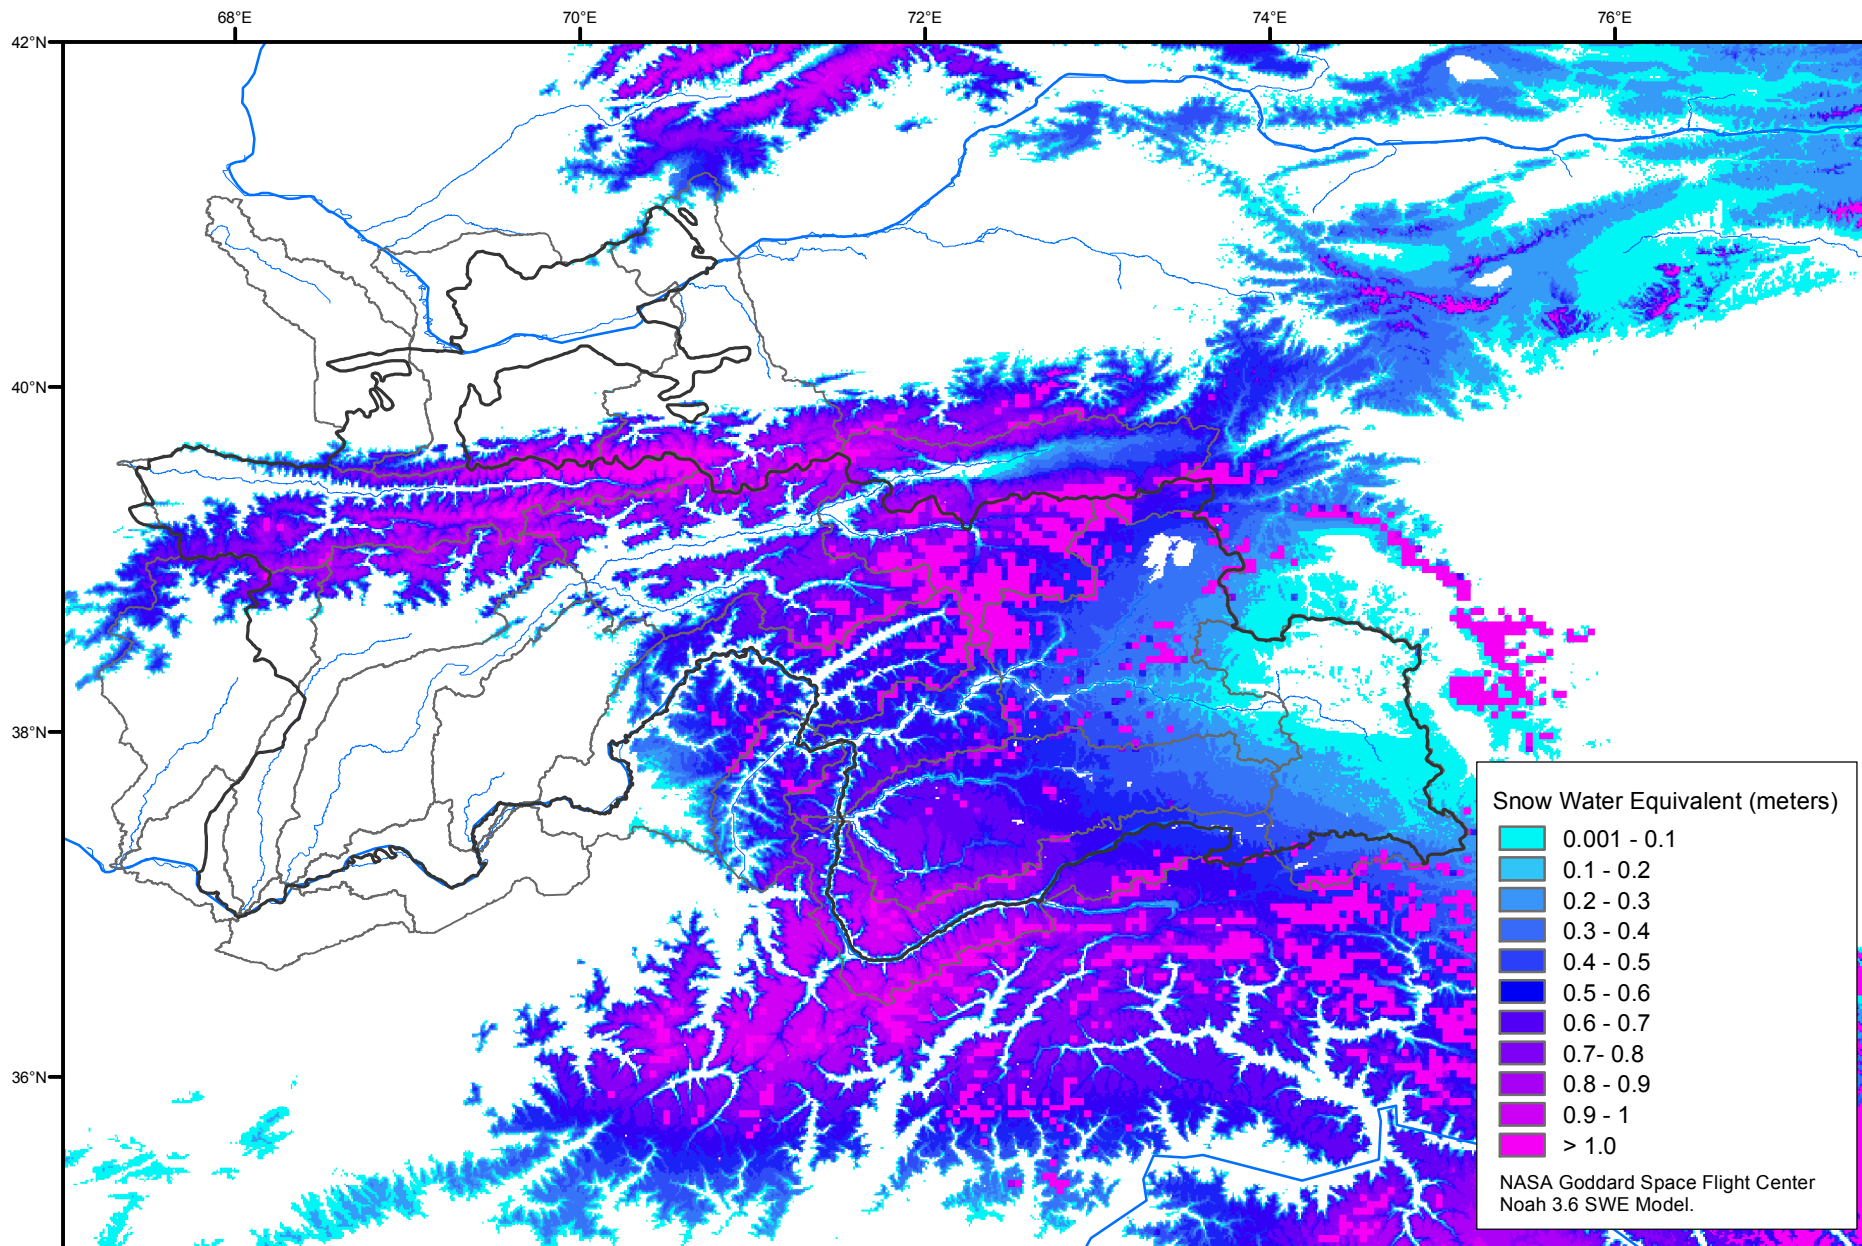 68°E
70°E
72°E
74°E
76°E
42°N
40°N
38°N
36°N
Snow Water Equivalent (meters)
0.001 - 0.1
0.1 - 0.2
0.2 - 0.3
0.3 - 0.4
0.4 - 0.5
0.5 - 0.6
0.6 - 0.7
0.7- 0.8
0.8 - 0.9
0.9 - 1
> 1.0
NASA Goddard Space Flight Center
Noah 3.6 SWE Model.